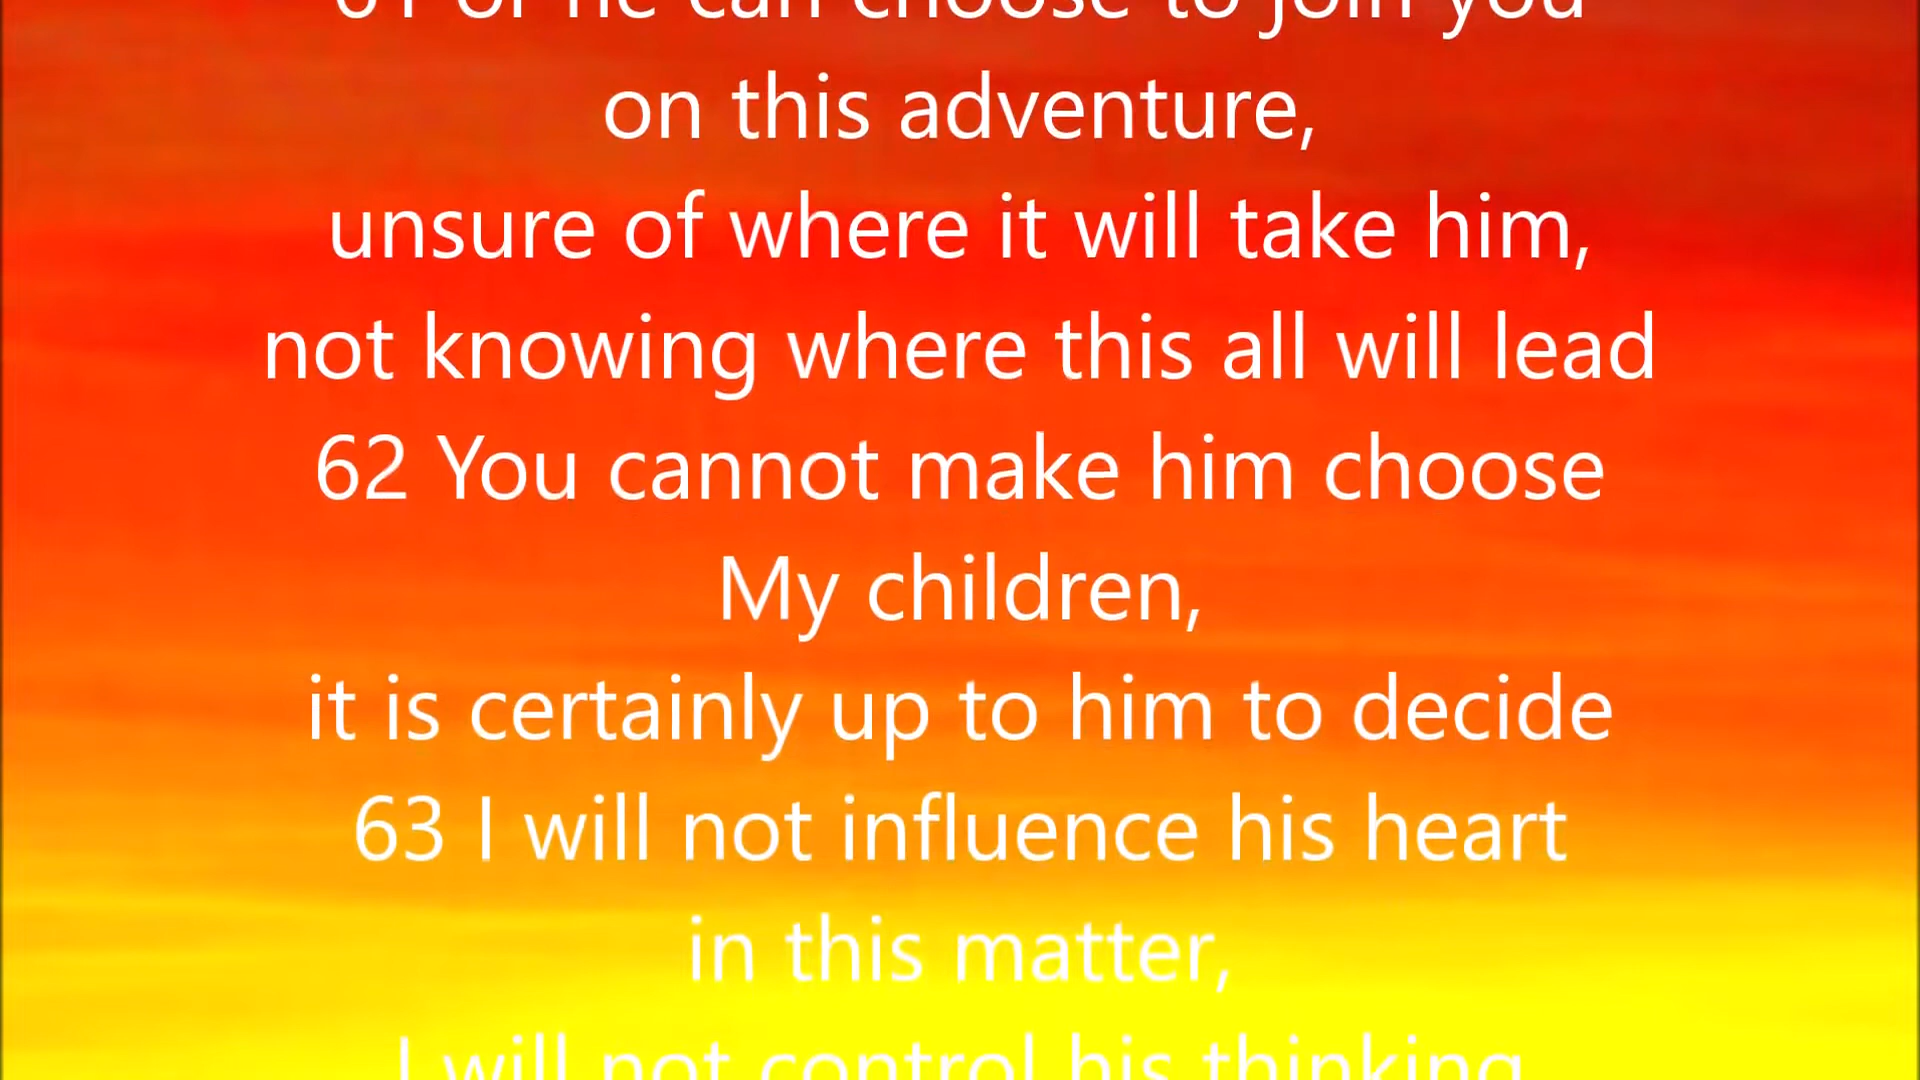 61 or he can choose to join you
on this adventure,
unsure of where it will take him,
not knowing where this all will lead
62 You cannot make him choose
My children,
it is certainly up to him to decide
63 I will not influence his heart
in this matter,
I will not control his thinking